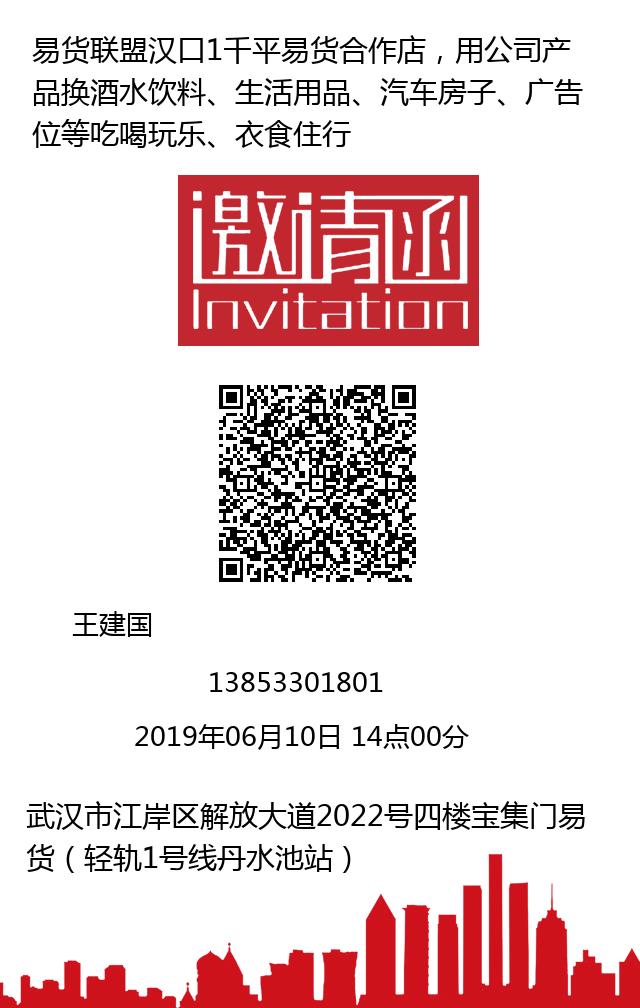 易货联盟汉口1千平易货合作店，用公司产
品换酒水饮料、生活用品、汽车房子、广告
位等吃喝玩乐、衣食住行
邀请函
Invitation
王建国
13853301801
2019年06月10日 14点00分
武汉市江岸区解放大道2022号四楼宝集门易
货（轻轨1号线丹水池站）